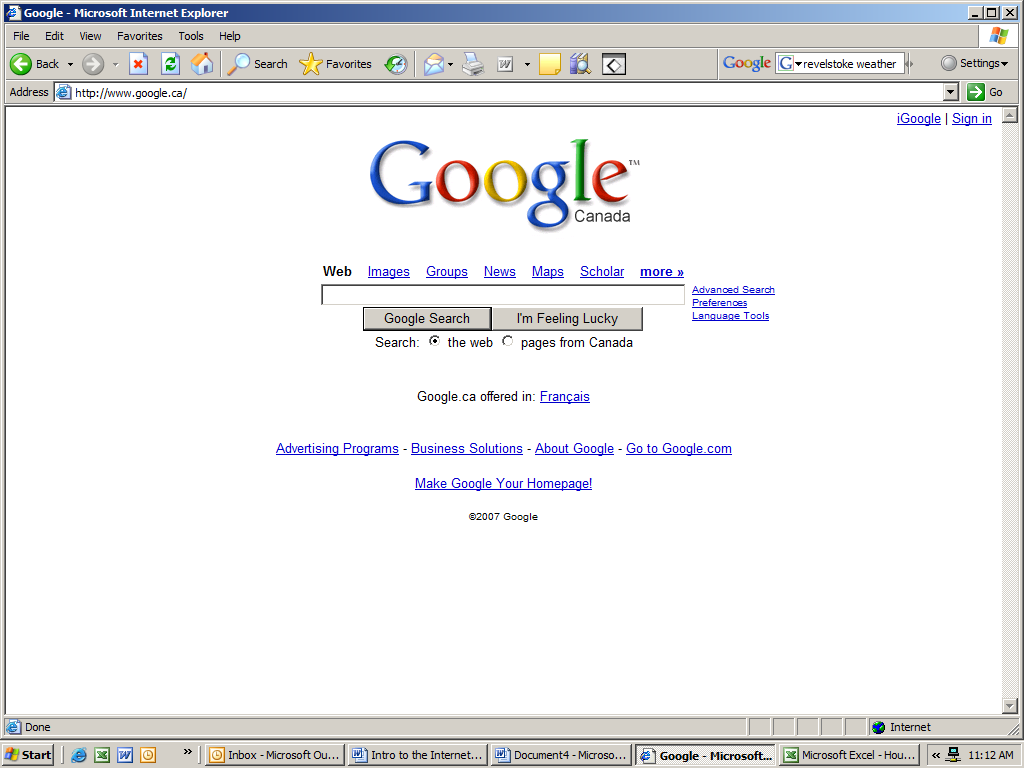 Google - Microsoft Internet Explorer
File Edit View Favorites Tools Help
Back Search Favorites W Google G revelstoke weather Settings
Address http://www.google.ca/ Go
iGoogle | Sign in
Google™
Canada
Web Images Groups News Maps Scholar more »
Advanced Search
Preferences
Language Tools
Google Search I'm Feeling Lucky
Search: the web pages from Canada
Google.ca offered in: Français
Advertising Programs - Business Solutions - About Google - Go to Google.com
Make Google Your Homepage!
©2007 Google
Done Internet
Start » Inbox - Microsoft Ou... Intro to the Internet... Document4 - Microso... Google - Microsoft... Microsoft Excel - Hou... « 11:12 AM